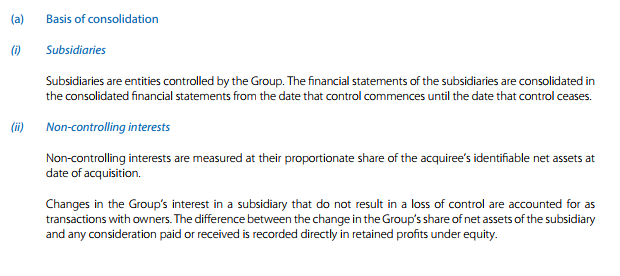 (a) Basis of consolidation
(i) Subsidiaries
Subsidiaries are entities controlled by the Group. The financial statements of the subsidiaries are consolidated in
the consolidated financial statements from the date that control commences until the date that control ceases.
(ii) Non-controlling interests
Non-controlling interests are measured at their proportionate share of the acquiree's identifiable net assets at
date of acquisition.
Changes in the Group's interest in a subsidiary that do not result in a loss of control are accounted for as
transactions with owners. The difference between the change in the Group's share of net assets of the subsidiary
and any consideration paid or received is recorded directly in retained profits under equity.